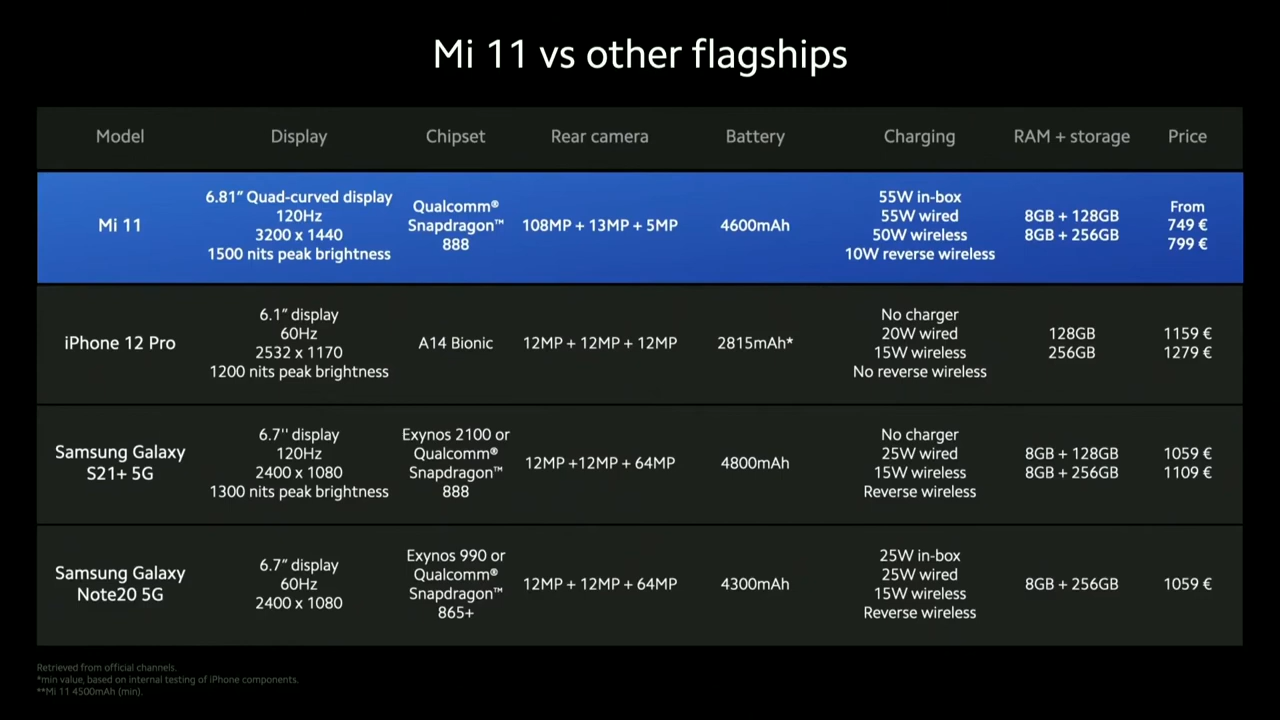 Mi 11 vs other flagships
Model
Display
Chipset
Rear camera
Battery
Charging
RAM + storage
Price
Mi 11
6.81″ Quad-curved display
120Hz
3200 x 1440
1500 nits peak brightness
Qualcomm®
Snapdragon™
888
108MP + 13MP + 5MP
4600mAh
55W in-box
55W wired
50W wireless
10W reverse wireless
8GB + 128GB
8GB + 256GB
From
749 €
799 €
iPhone 12 Pro
6.1″ display
60Hz
2532 x 1170
1200 nits peak brightness
A14 Bionic
12MP + 12MP + 12MP
2815mAh*
No charger
20W wired
15W wireless
No reverse wireless
128GB
256GB
1159 €
1279 €
Samsung Galaxy
S21+ 5G
6.7'' display
120Hz
2400 x 1080
1300 nits peak brightness
Exynos 2100 or
Qualcomm®
Snapdragon™
888
12MP +12MP + 64MP
4800mAh
No charger
25W wired
15W wireless
Reverse wireless
8GB + 128GB
8GB + 256GB
1059 €
1109 €
Samsung Galaxy
Note20 5G
6.7″ display
60Hz
2400 x 1080
Exynos 990 or
Qualcomm®
Snapdragon™
865+
12MP + 12MP + 64MP
4300mAh
25W in-box
25W wired
15W wireless
Reverse wireless
8GB + 256GB
1059 €
Retrieved from official channels.
*min value, based on internal testing of iPhone components.
**Mi 11 4500mAh (min).